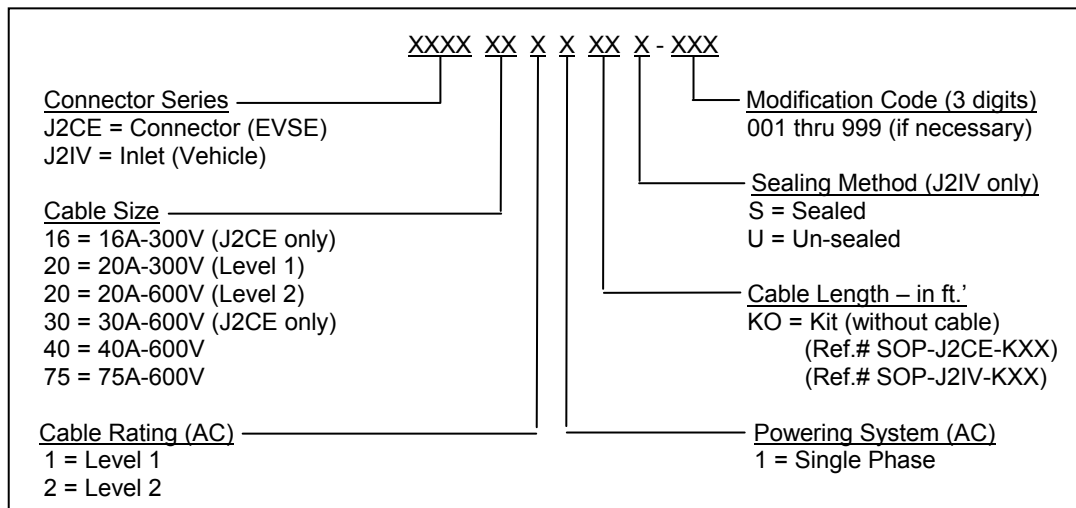 XXXX XX X X XX X - XXX
Connector Series
J2CE = Connector (EVSE)
J2IV = Inlet (Vehicle)
Cable Size
16 = 16A-300V (J2CE only)
20 = 20A-300V (Level 1)
20 = 20A-600V (Level 2)
30 = 30A-600V (J2CE only)
40 = 40A-600V
75 = 75A-600V
Cable Rating (AC)
1 = Level 1
2 = Level 2
Modification Code (3 digits)
001 thru 999 (if necessary)
Sealing Method (J2IV only)
S = Sealed
U = Un-sealed
Cable Length – in ft.’
KO = Kit (without cable)
(Ref.# SOP-J2CE-KXX)
(Ref.# SOP-J2IV-KXX)
Powering System (AC)
1 = Single Phase